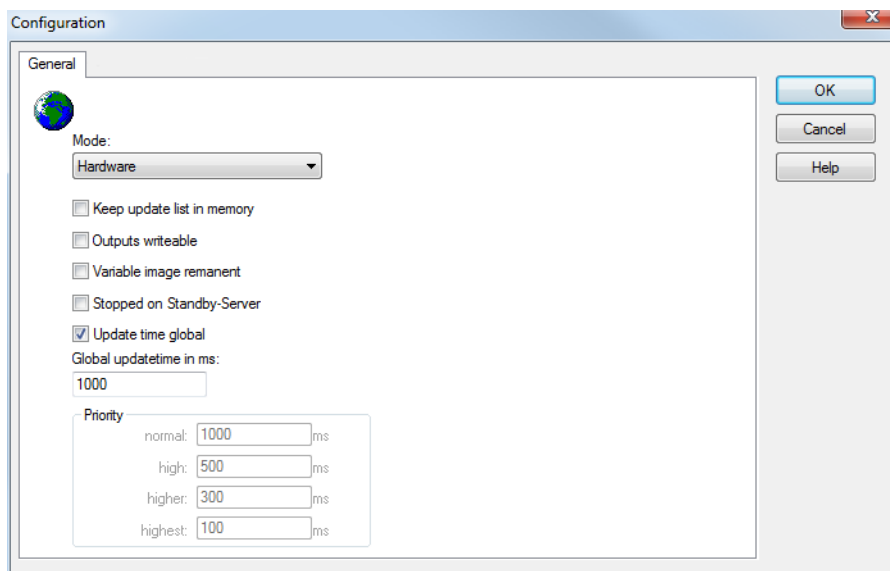 Configuration
General
OK
Cancel
Help
Mode:
Hardware
Keep update list in memory
Outputs writeable
Variable image remanent
Stopped on Standby-Server
Update time global
Global updatetime in ms:
1000
Priority
normal: 1000 ms
high: 500 ms
higher: 300 ms
highest: 100 ms